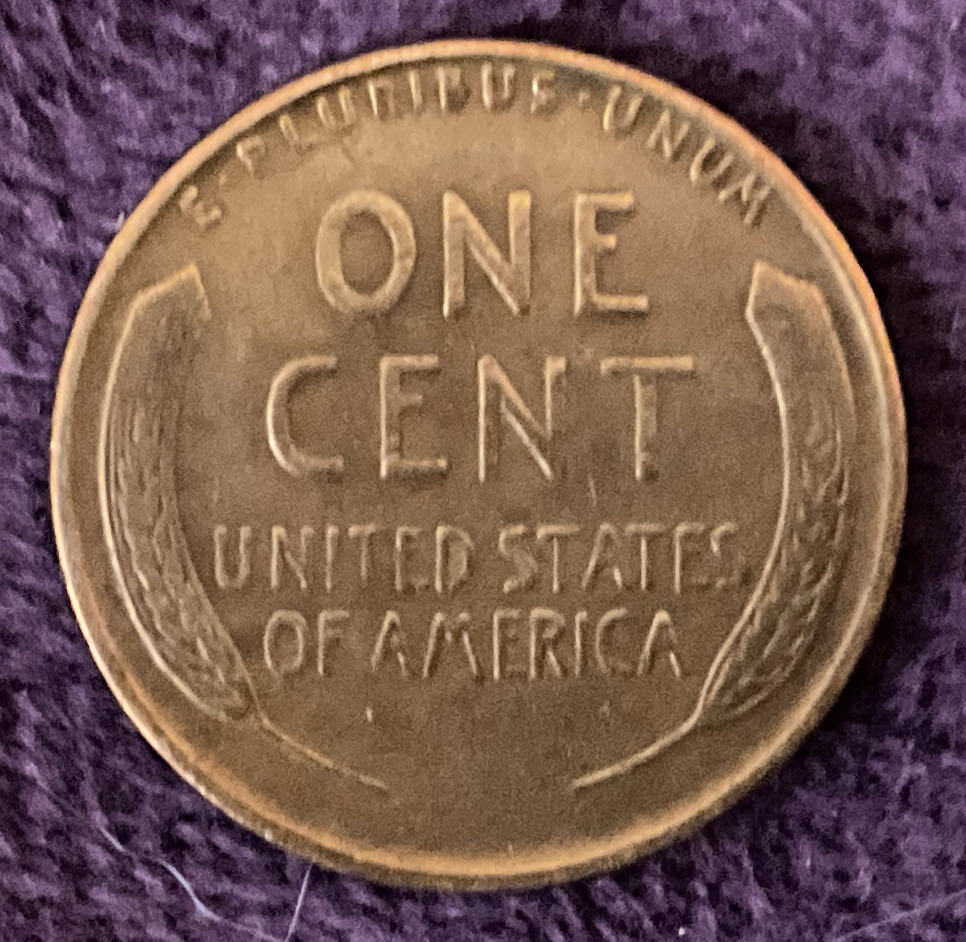 E·PLURIBUS·UNUM
ONE
CENT
UNITED STATES
OF AMERICA